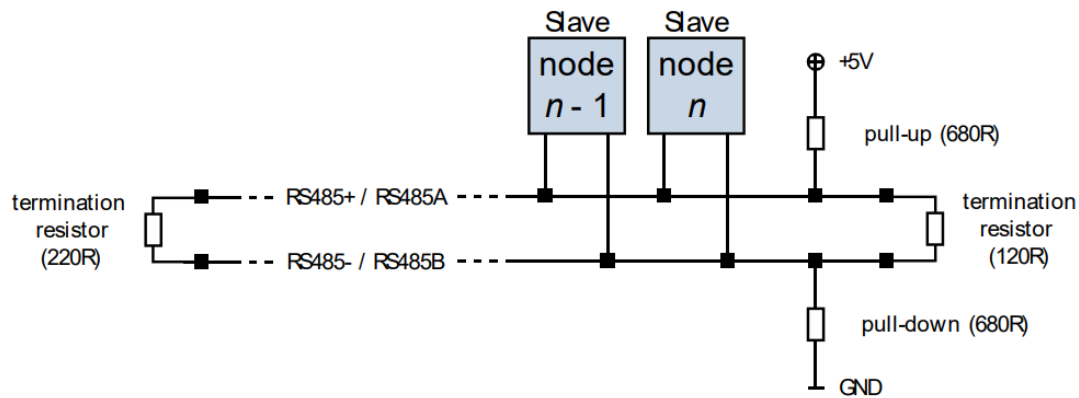 Slave
Slave
node
n - 1
node
n
+5V
pull-up (680R)
termination
resistor
(220R)
RS485+ / RS485A
RS485- / RS485B
termination
resistor
(120R)
pull-down (680R)
GND